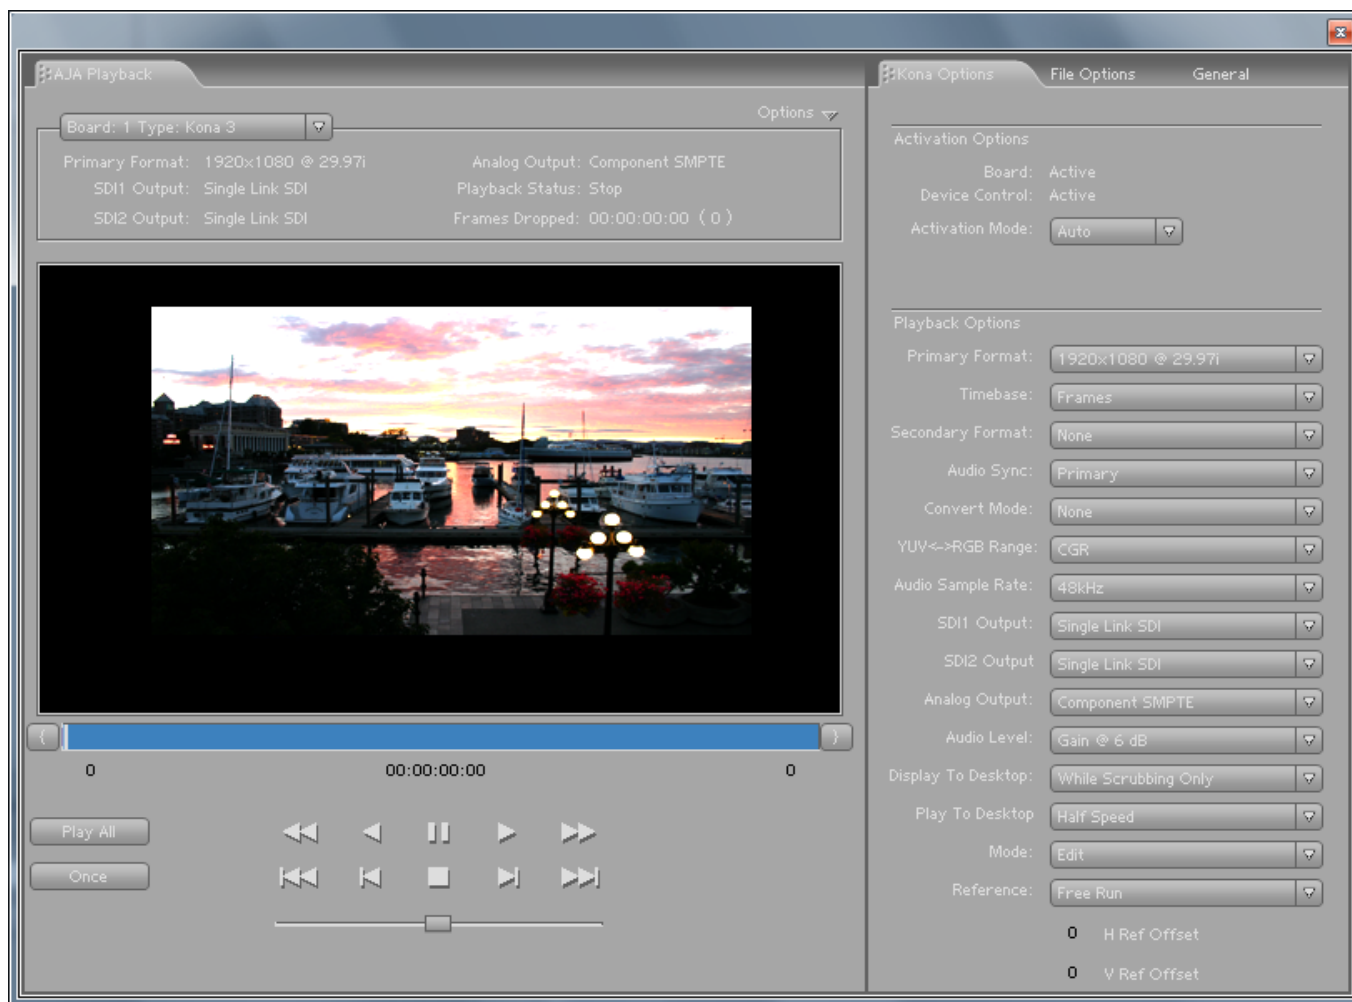 AJA Playback
Options
Board: 1 Type: Kona 3
Primary Format: 1920x1080 @ 29.97i
Analog Output: Component SMPTE
SDI1 Output: Single Link SDI
Playback Status: Stop
SDI2 Output: Single Link SDI
Frames Dropped: 00:00:00:00 ( 0 )
{
}
0
00:00:00:00
0
Play All
Once
Kona Options
File Options
General
Activation Options
Board: Active
Device Control: Active
Activation Mode: Auto
Playback Options
Primary Format: 1920x1080 @ 29.97i
Timebase: Frames
Secondary Format: None
Audio Sync: Primary
Convert Mode: None
YUV<->RGB Range: CGR
Audio Sample Rate: 48kHz
SDI1 Output: Single Link SDI
SDI2 Output Single Link SDI
Analog Output: Component SMPTE
Audio Level: Gain @ 6 dB
Display To Desktop: While Scrubbing Only
Play To Desktop Half Speed
Mode: Edit
Reference: Free Run
0 H Ref Offset
0 V Ref Offset